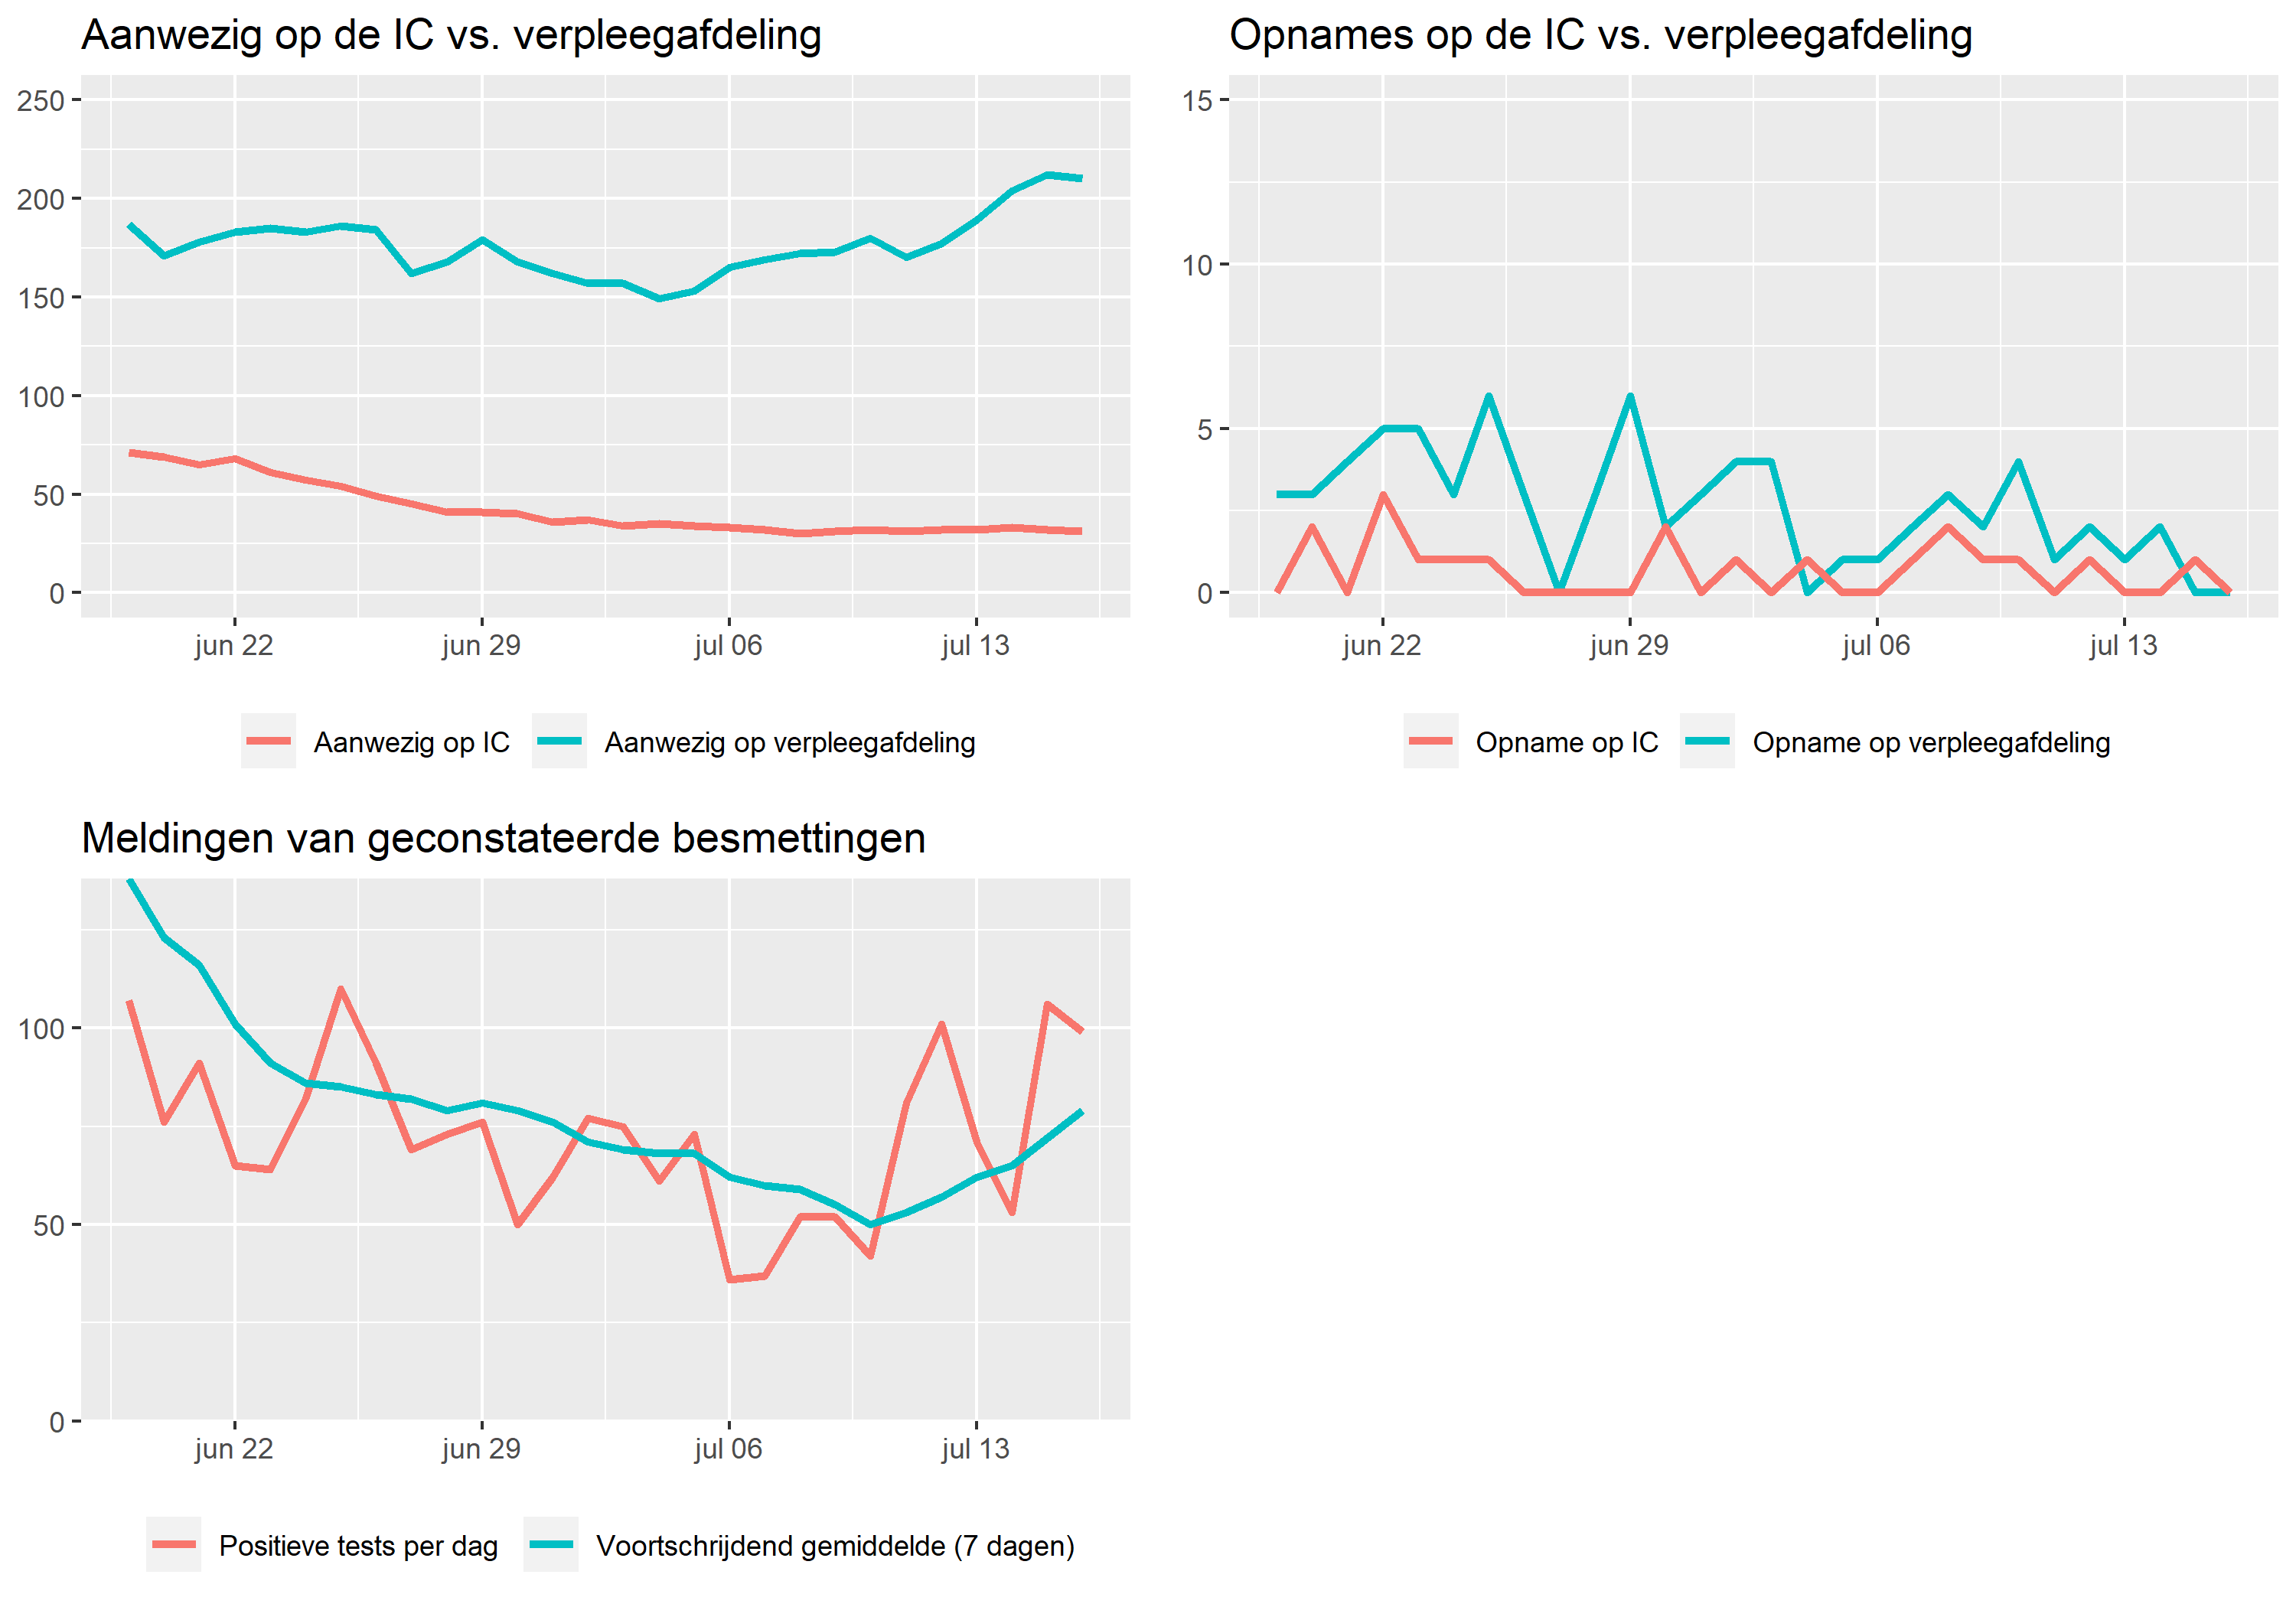 Aanwezig op de IC vs. verpleegafdeling
250
200
150
100
50
0
jun 22 jun 29 jul 06 jul 13
Aanwezig op IC Aanwezig op verpleegafdeling
Opnames op de IC vs. verpleegafdeling
15
10
5
0
jun 22 jun 29 jul 06 jul 13
Opname op IC Opname op verpleegafdeling
Meldingen van geconstateerde besmettingen
100
50
0
jun 22 jun 29 jul 06 jul 13
Positieve tests per dag Voortschrijdend gemiddelde (7 dagen)